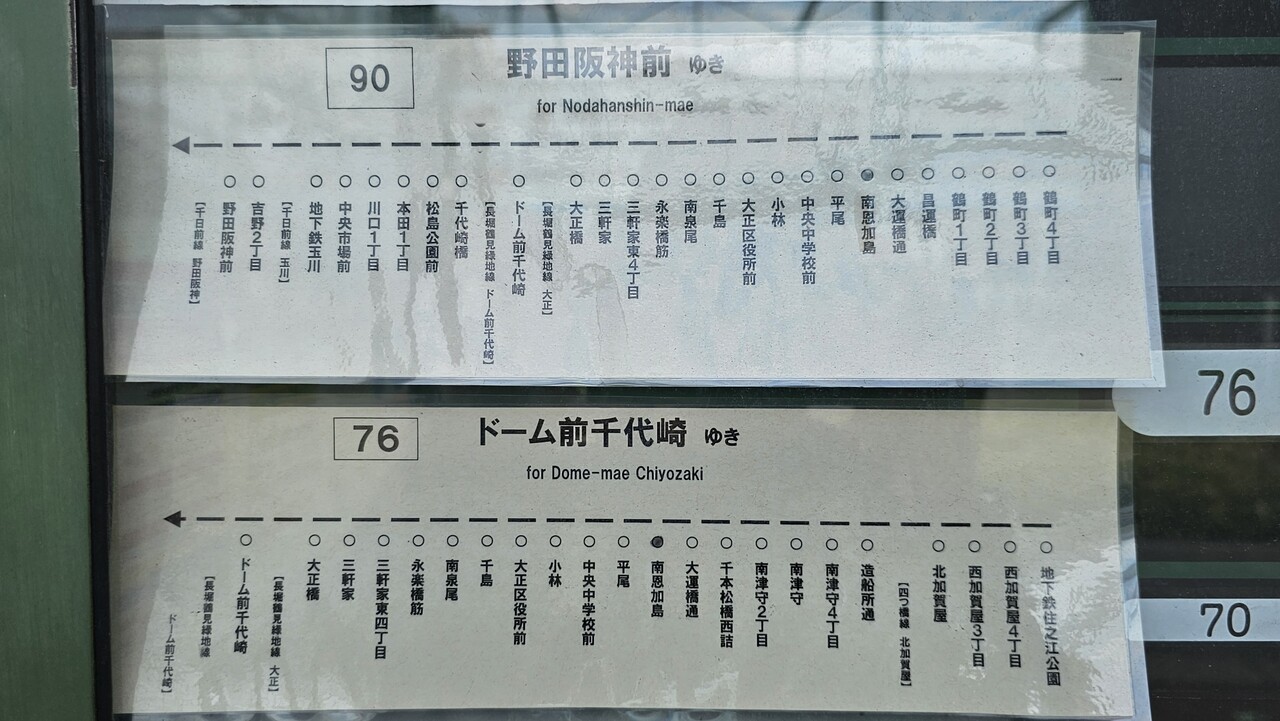 90
野田阪神前 ゆき
for Nodahanshin-mae
鶴町4丁目
鶴町3丁目
鶴町2丁目
鶴町1丁目
昌運橋
大運橋通
南恩加島
平尾
中央中学校前
小林
大正区役所前
千島
南泉尾
永楽橋筋
三軒家東4丁目
三軒家
大正橋
【長堀鶴見緑地線 大正】
ドーム前千代崎
【長堀鶴見緑地線 ドーム前千代崎】
千代崎橋
松島公園前
本田1丁目
川口1丁目
中央市場前
地下鉄玉川
【千日前線 玉川】
吉野2丁目
野田阪神前
【千日前線 野田阪神】
76
ドーム前千代崎 ゆき
for Dome-mae Chiyozaki
地下鉄住之江公園
西加賀屋4丁目
西加賀屋3丁目
北加賀屋
【四つ橋線 北加賀屋】
造船所通
南津守4丁目
南津守
南津守2丁目
千本松橋西詰
大運橋通
南恩加島
平尾
中央中学校前
小林
大正区役所前
千島
南泉尾
永楽橋筋
三軒家東四丁目
三軒家
大正橋
【長堀鶴見緑地線 大正】
ドーム前千代崎
【長堀鶴見緑地線
ドーム前千代崎】
76
70